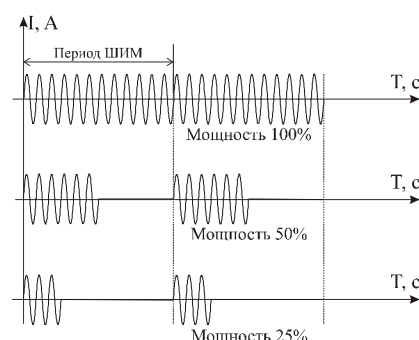 I, A
Период ШИМ
T, c
Мощность 100%
T, c
Мощность 50%
T, c
Мощность 25%